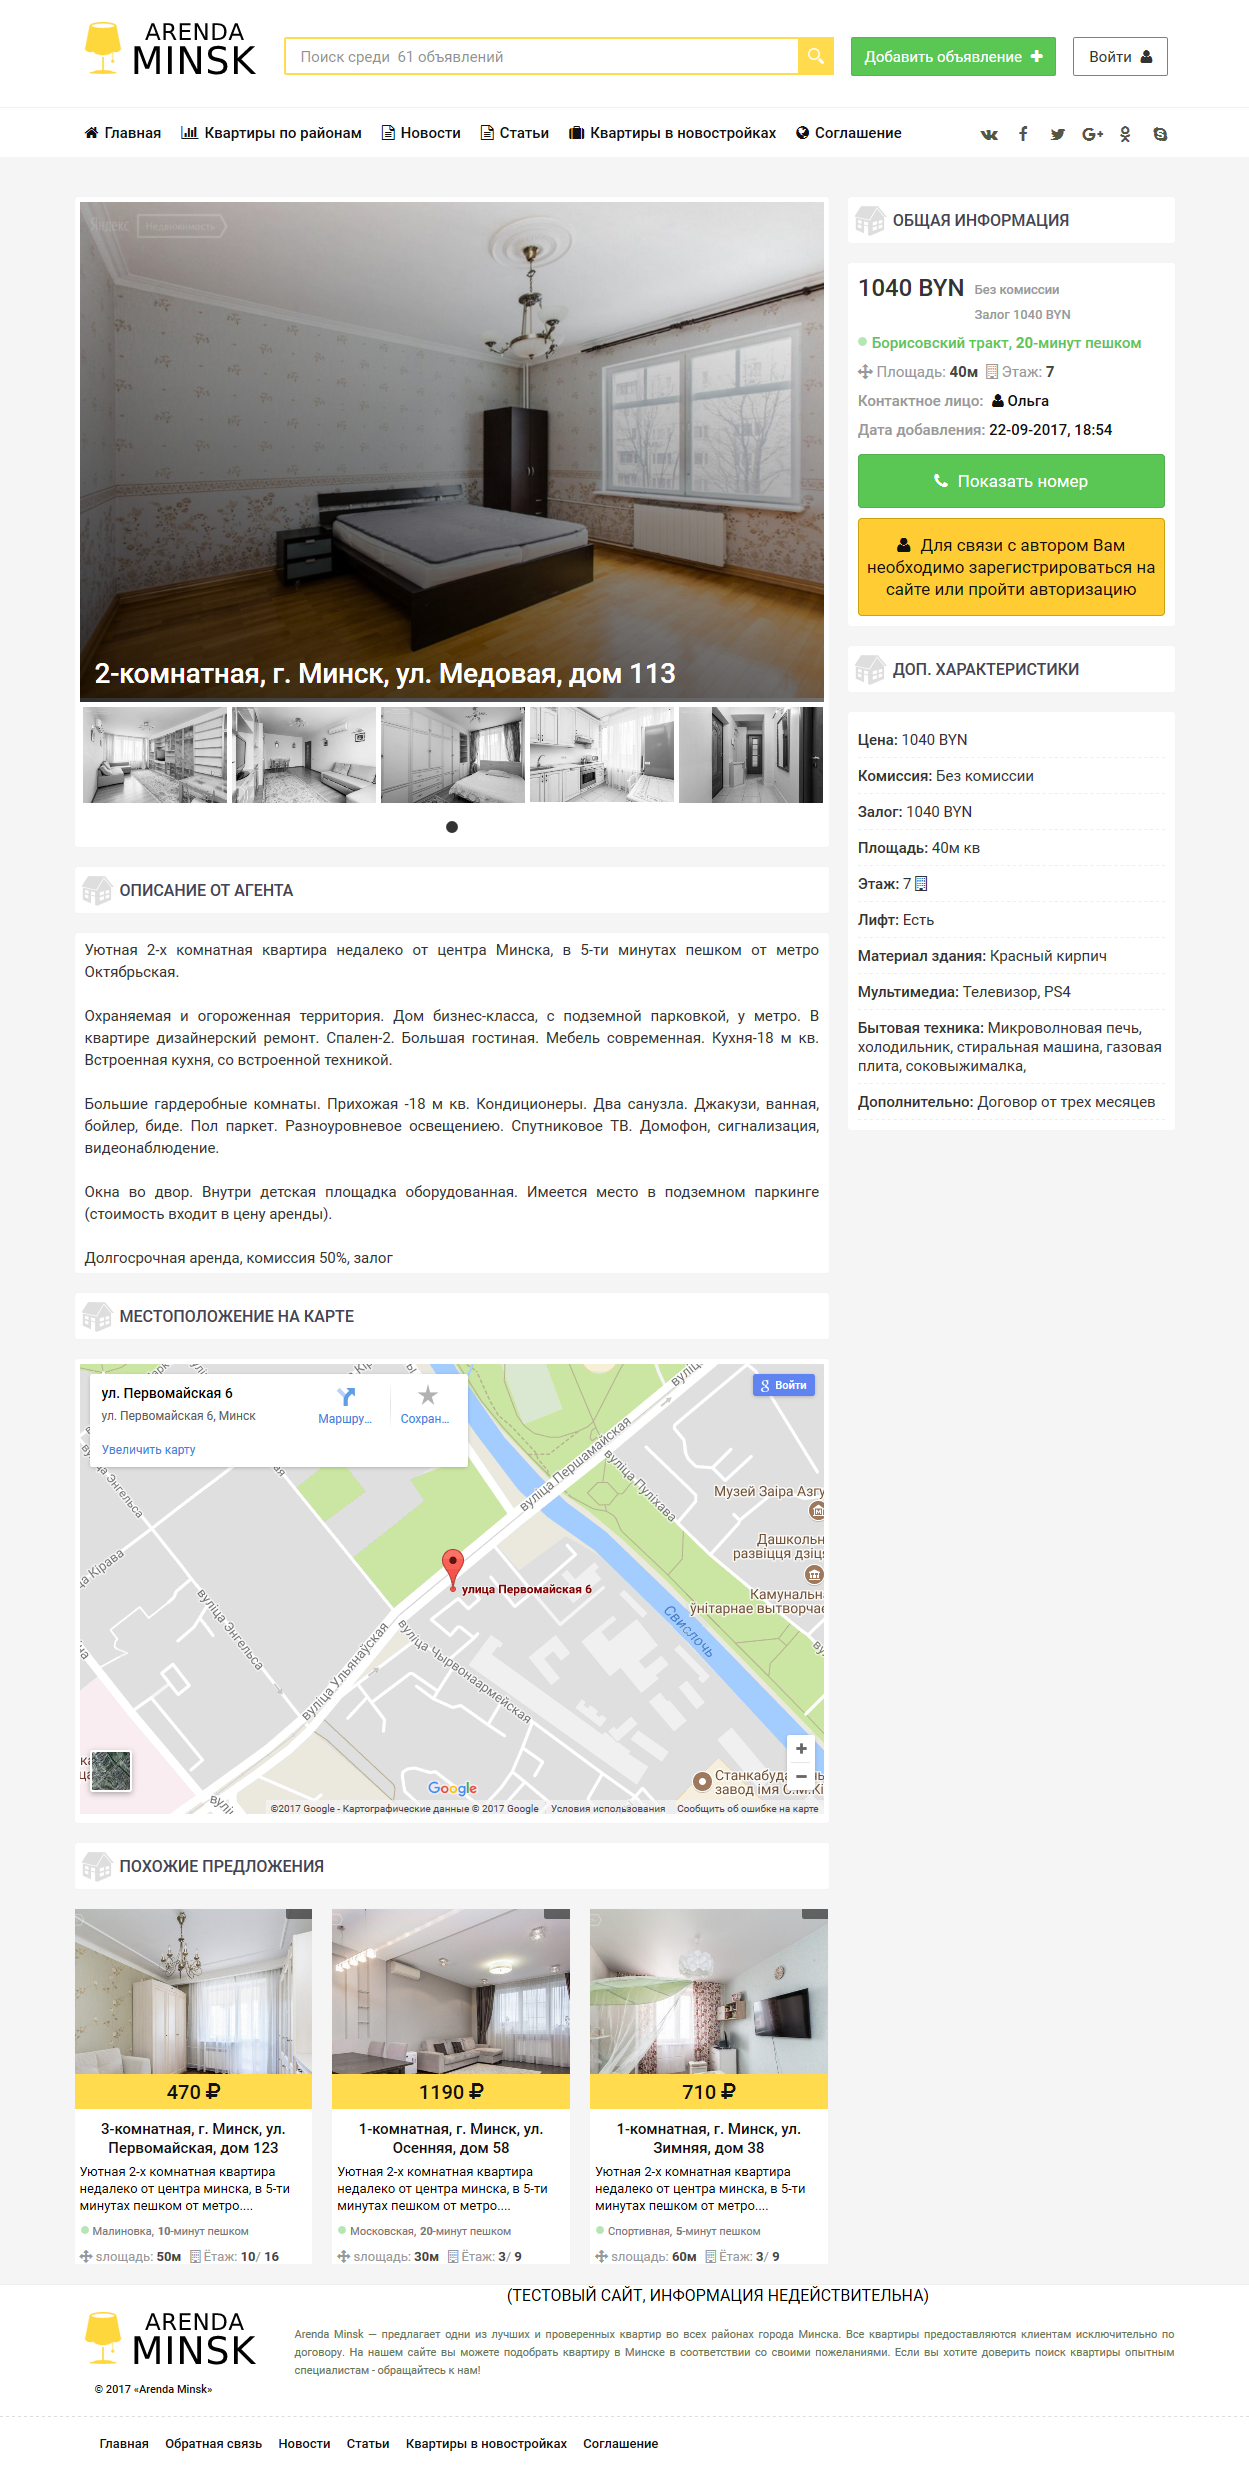 ARENDA
MINSK
Поиск среди 61 объявлений
Добавить объявление
Войти
Главная Квартиры по районам Новости Статьи Квартиры в новостройках Соглашение
Яндекс Недвижимость
2-комнатная, г. Минск, ул. Медовая, дом 113
ОБЩАЯ ИНФОРМАЦИЯ
1040 BYN Без комиссии
Залог 1040 BYN
Борисовский тракт, 20-минут пешком
Площадь: 40м Этаж: 7
Контактное лицо: Ольга
Дата добавления: 22-09-2017, 18:54
Показать номер
Для связи с автором Вам
необходимо зарегистрироваться на
сайте или пройти авторизацию
ДОП. ХАРАКТЕРИСТИКИ
Цена: 1040 BYN
Комиссия: Без комиссии
Залог: 1040 BYN
Площадь: 40м кв
Этаж: 7
Лифт: Есть
Материал здания: Красный кирпич
Мультимедиа: Телевизор, PS4
Бытовая техника: Микроволновая печь,
холодильник, стиральная машина, газовая
плита, соковыжималка,
Дополнительно: Договор от трех месяцев
ОПИСАНИЕ ОТ АГЕНТА
Уютная 2-х комнатная квартира недалеко от центра Минска, в 5-ти минутах пешком от метро
Октябрьская.
Охраняемая и огороженная территория. Дом бизнес-класса, с подземной парковкой, у метро. В
квартире дизайнерский ремонт. Спален-2. Большая гостиная. Мебель современная. Кухня-18 м кв.
Встроенная кухня, со встроенной техникой.
Большие гардеробные комнаты. Прихожая -18 м кв. Кондиционеры. Два санузла. Джакузи, ванная,
бойлер, биде. Пол паркет. Разноуровневое освещениею. Спутниковое ТВ. Домофон, сигнализация,
видеонаблюдение.
Окна во двор. Внутри детская площадка оборудованная. Имеется место в подземном паркинге
(стоимость входит в цену аренды).
Долгосрочная аренда, комиссия 50%, залог
МЕСТОПОЛОЖЕНИЕ НА КАРТЕ
ул. Первомайская 6
ул. Первомайская 6, Минск
Увеличить карту
Маршру...
Сохран...
Войти
вуліца Першамайская
вуліца Пуліхава
Музей Заіра Азгу
Дашкольн
развіцця дзіця
Камунальна
ўнітарнае вытворчае
вуліца Энгельса
улица Первомайская 6
Свислочь
вуліца Ульянаўская
вуліца Чырвонаармейская
Станкабуда
завод імя С.М.Кі
Google
©2017 Google - Картографические данные © 2017 Google Условия использования Сообщить об ошибке на карте
ПОХОЖИЕ ПРЕДЛОЖЕНИЯ
470 ₽
3-комнатная, г. Минск, ул.
Первомайская, дом 123
Уютная 2-х комнатная квартира
недалеко от центра минска, в 5-ти
минутах пешком от метро....
Малиновка, 10-минут пешком
sлощадь: 50м Ётаж: 10/ 16
1190 ₽
1-комнатная, г. Минск, ул.
Осенняя, дом 58
Уютная 2-х комнатная квартира
недалеко от центра минска, в 5-ти
минутах пешком от метро....
Московская, 20-минут пешком
sлощадь: 30м Ётаж: 3/ 9
710 ₽
1-комнатная, г. Минск, ул.
Зимняя, дом 38
Уютная 2-х комнатная квартира
недалеко от центра минска, в 5-ти
минутах пешком от метро....
Спортивная, 5-минут пешком
sлощадь: 60м Ётаж: 3/ 9
(ТЕСТОВЫЙ САЙТ, ИНФОРМАЦИЯ НЕДЕЙСТВИТЕЛЬНА)
ARENDA
MINSK
© 2017 «Arenda Minsk»
Arenda Minsk — предлагает одни из лучших и проверенных квартир во всех районах города Минска. Все квартиры предоставляются клиентам исключительно по
договору. На нашем сайте вы можете подобрать квартиру в Минске в соответствии со своими пожеланиями. Если вы хотите доверить поиск квартиры опытным
специалистам - обращайтесь к нам!
Главная Обратная связь Новости Статьи Квартиры в новостройках Соглашение